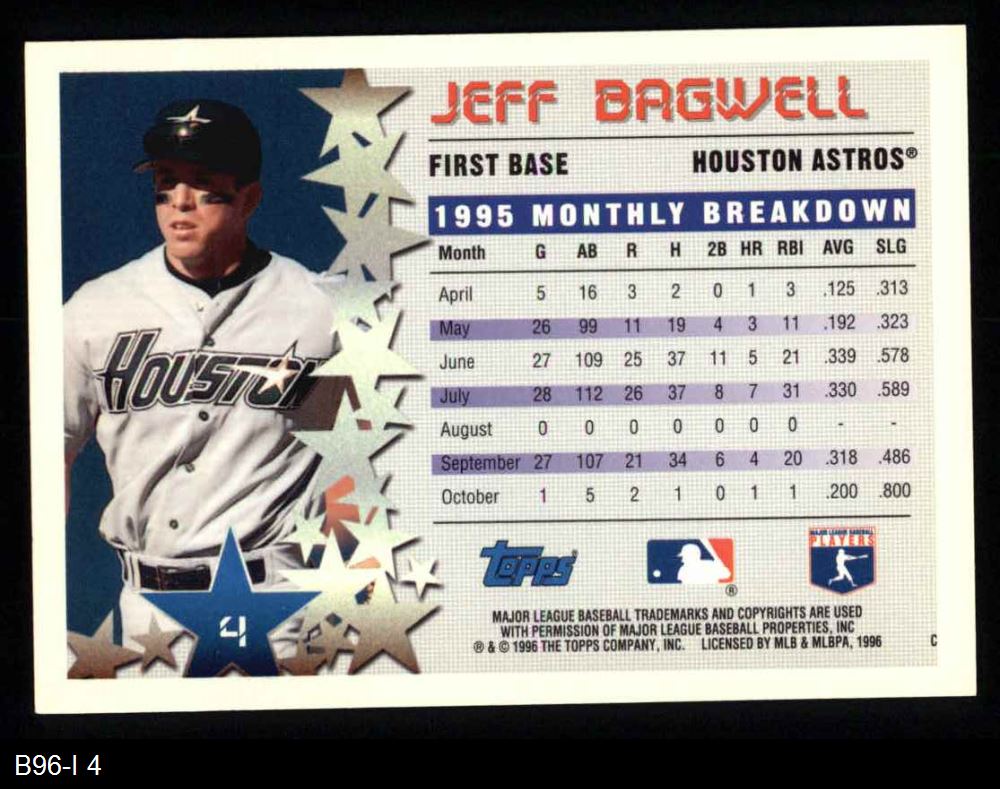 JEFF BAGWELL
FIRST BASE HOUSTON ASTROS®
1995 MONTHLY BREAKDOWN
Month G AB R H 2B HR RBI AVG SLG
April 5 16 3 2 0 1 3 .125 .313
May 26 99 11 19 4 3 11 .192 .323
June 27 109 25 37 11 5 21 .339 .578
July 28 112 26 37 8 7 31 .330 .589
August 0 0 0 0 0 0 0 - -
September 27 107 21 34 6 4 20 .318 .486
October 1 5 2 1 0 1 1 .200 .800
HOUSTON
4
topps
®
MAJOR LEAGUE BASEBALL
PLAYERS
MAJOR LEAGUE BASEBALL TRADEMARKS AND COPYRIGHTS ARE USED
WITH PERMISSION OF MAJOR LEAGUE BASEBALL PROPERTIES, INC
® & © 1996 THE TOPPS COMPANY, INC. LICENSED BY MLB & MLBPA, 1996
C
B96-I 4